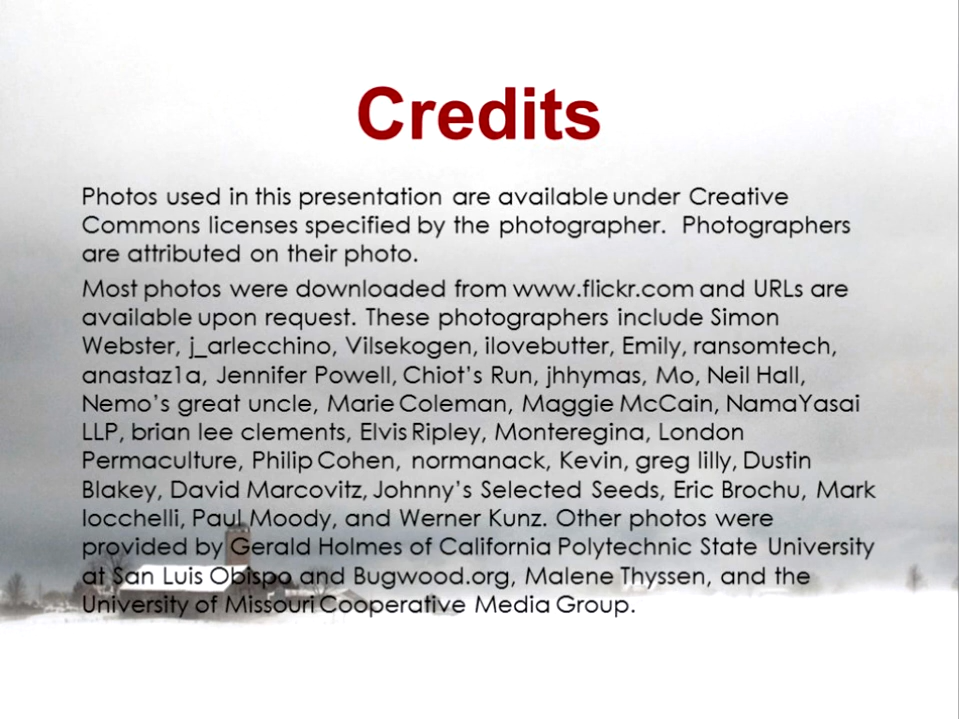 Credits
Photos used in this presentation are available under Creative
Commons licenses specified by the photographer.  Photographers
are attributed on their photo.
Most photos were downloaded from www.flickr.com and URLs are
available upon request. These photographers include Simon
Webster, j_arlecchino, Vilsekogen, ilovebutter, Emily, ransomtech,
anastaz1a, Jennifer Powell, Chiot's Run, jhhymas, Mo, Neil Hall,
Nemo's great uncle, Marie Coleman, Maggie McCain, NamaYasai
LLP, brian lee clements, Elvis Ripley, Monteregina, London
Permaculture, Philip Cohen, normanack, Kevin, greg lilly, Dustin
Blakey, David Marcovitz, Johnny's Selected Seeds, Eric Brochu, Mark
Iocchelli, Paul Moody, and Werner Kunz. Other photos were
provided by Gerald Holmes of California Polytechnic State University
at San Luis Obispo and Bugwood.org, Malene Thyssen, and the
University of Missouri Cooperative Media Group.